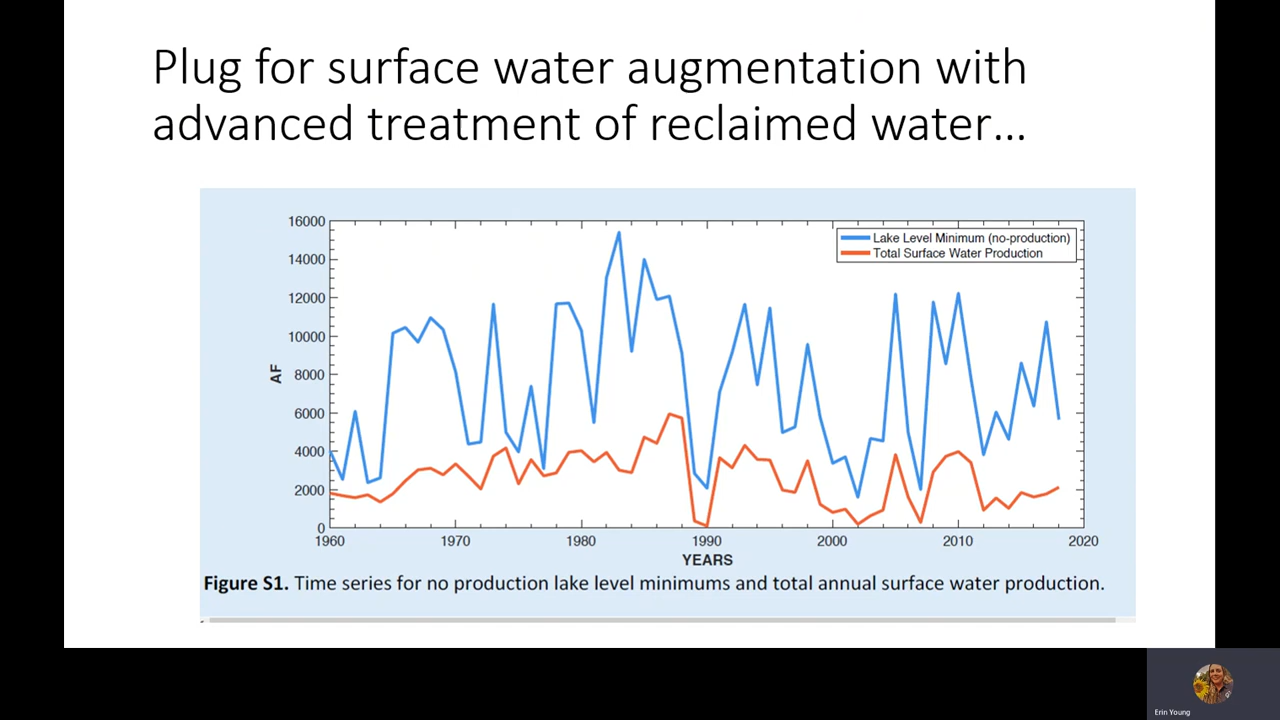 Plug for surface water augmentation with
advanced treatment of reclaimed water...
16000
14000
12000
10000
8000
6000
4000
2000
0
AF
Lake Level Minimum (no-production)
Total Surface Water Production
1960
1970
1980
1990
2000
2010
2020
YEARS
Figure S1. Time series for no production lake level minimums and total annual surface water production.
Erin Young